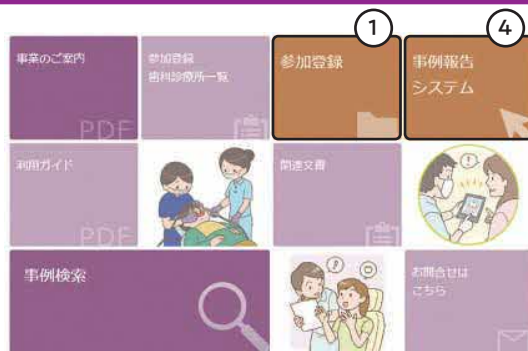 1
4
事業のご案内
PDF
参加登録
歯科診療所一覧
参加登録
事例報告
システム
利用ガイド
PDF
関連文書
!
事例検索
お問合せは
こちら